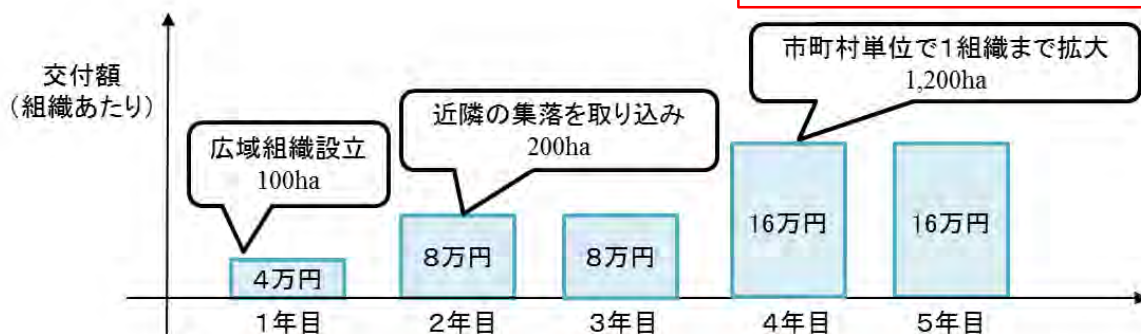 交付額
(組織あたり)
広域組織設立
100ha
近隣の集落を取り込み
200ha
市町村単位で1組織まで拡大
1,200ha
4万円
8万円
8万円
16万円
16万円
1年目
2年目
3年目
4年目
5年目